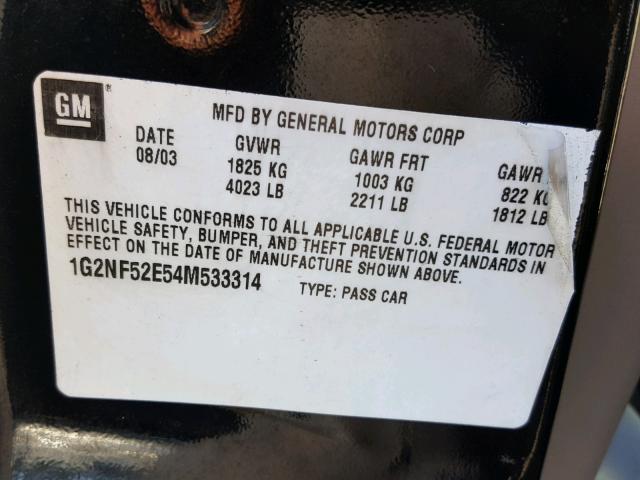 GM
MFD BY GENERAL MOTORS CORP
DATE GVWR GAWR FRT GAWR
08/03 1825 KG 1003 KG 822 KG
4023 LB 2211 LB 1812 LB
THIS VEHICLE CONFORMS TO ALL APPLICABLE U.S. FEDERAL MOTOR
VEHICLE SAFETY, BUMPER, AND THEFT PREVENTION STANDARDS IN
EFFECT ON THE DATE OF MANUFACTURE SHOWN ABOVE.
1G2NF52E54M533314 TYPE: PASS CAR